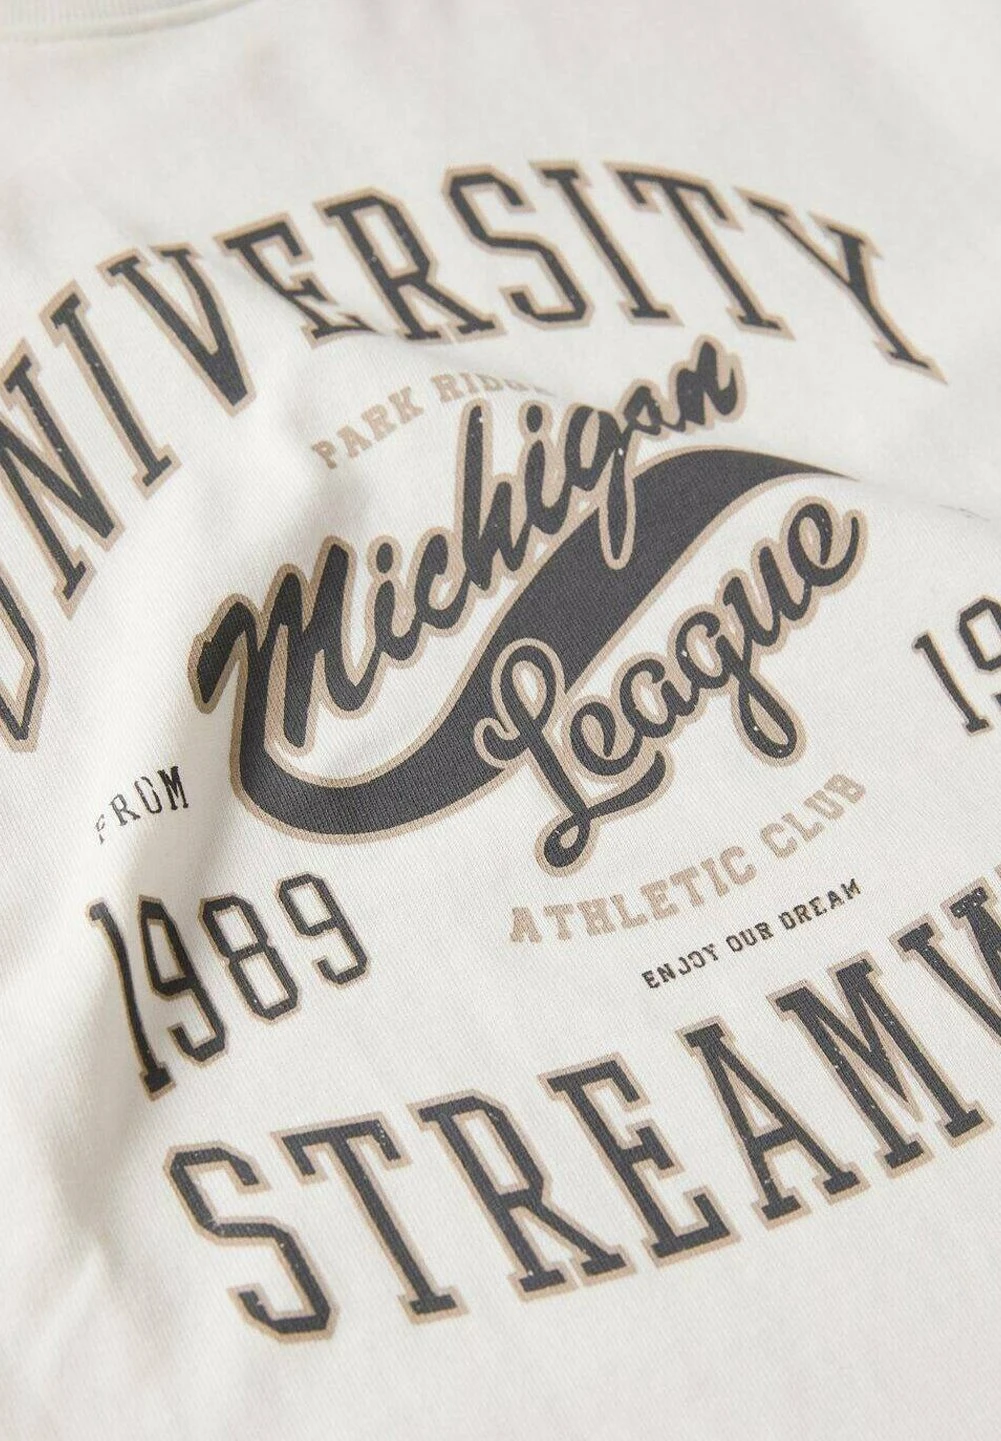 UNIVERSITY
PARK RIDGE
Michigan
League
FROM
1989
ATHLETIC CLUB
ENJOY OUR DREAM
STREAM